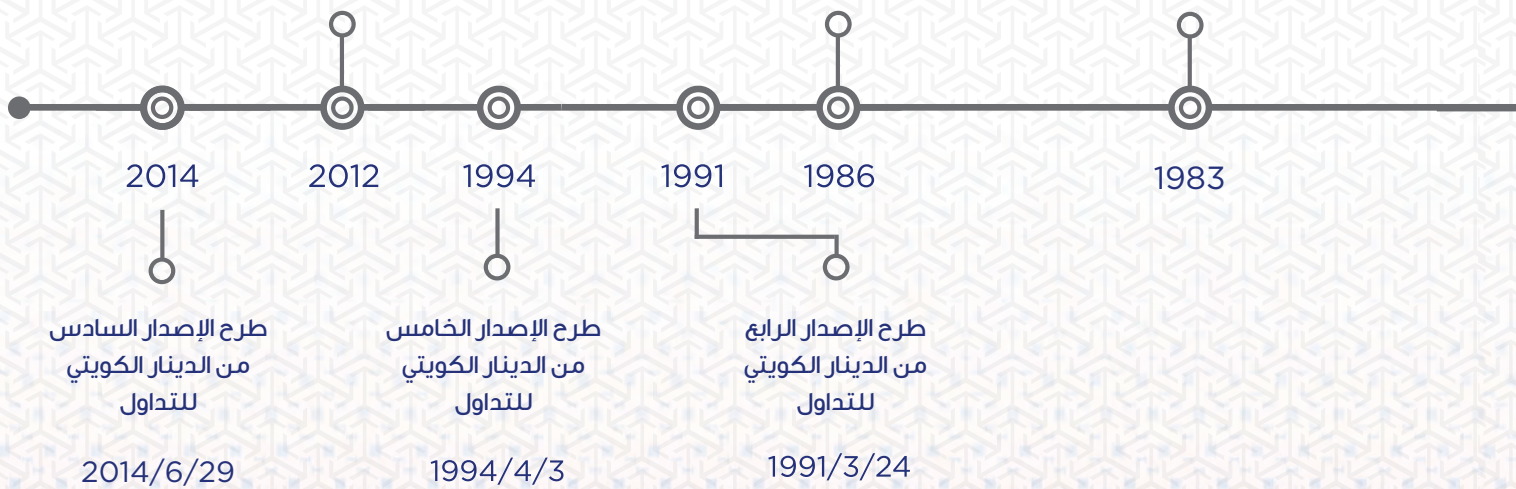 1983
1986
1991
1994
2012
2014
طرح الإصدار الرابع
من الدينار الكويتي
للتداول
1991/3/24
طرح الإصدار الخامس
من الدينار الكويتي
للتداول
1994/4/3
طرح الإصدار السادس
من الدينار الكويتي
للتداول
2014/6/29